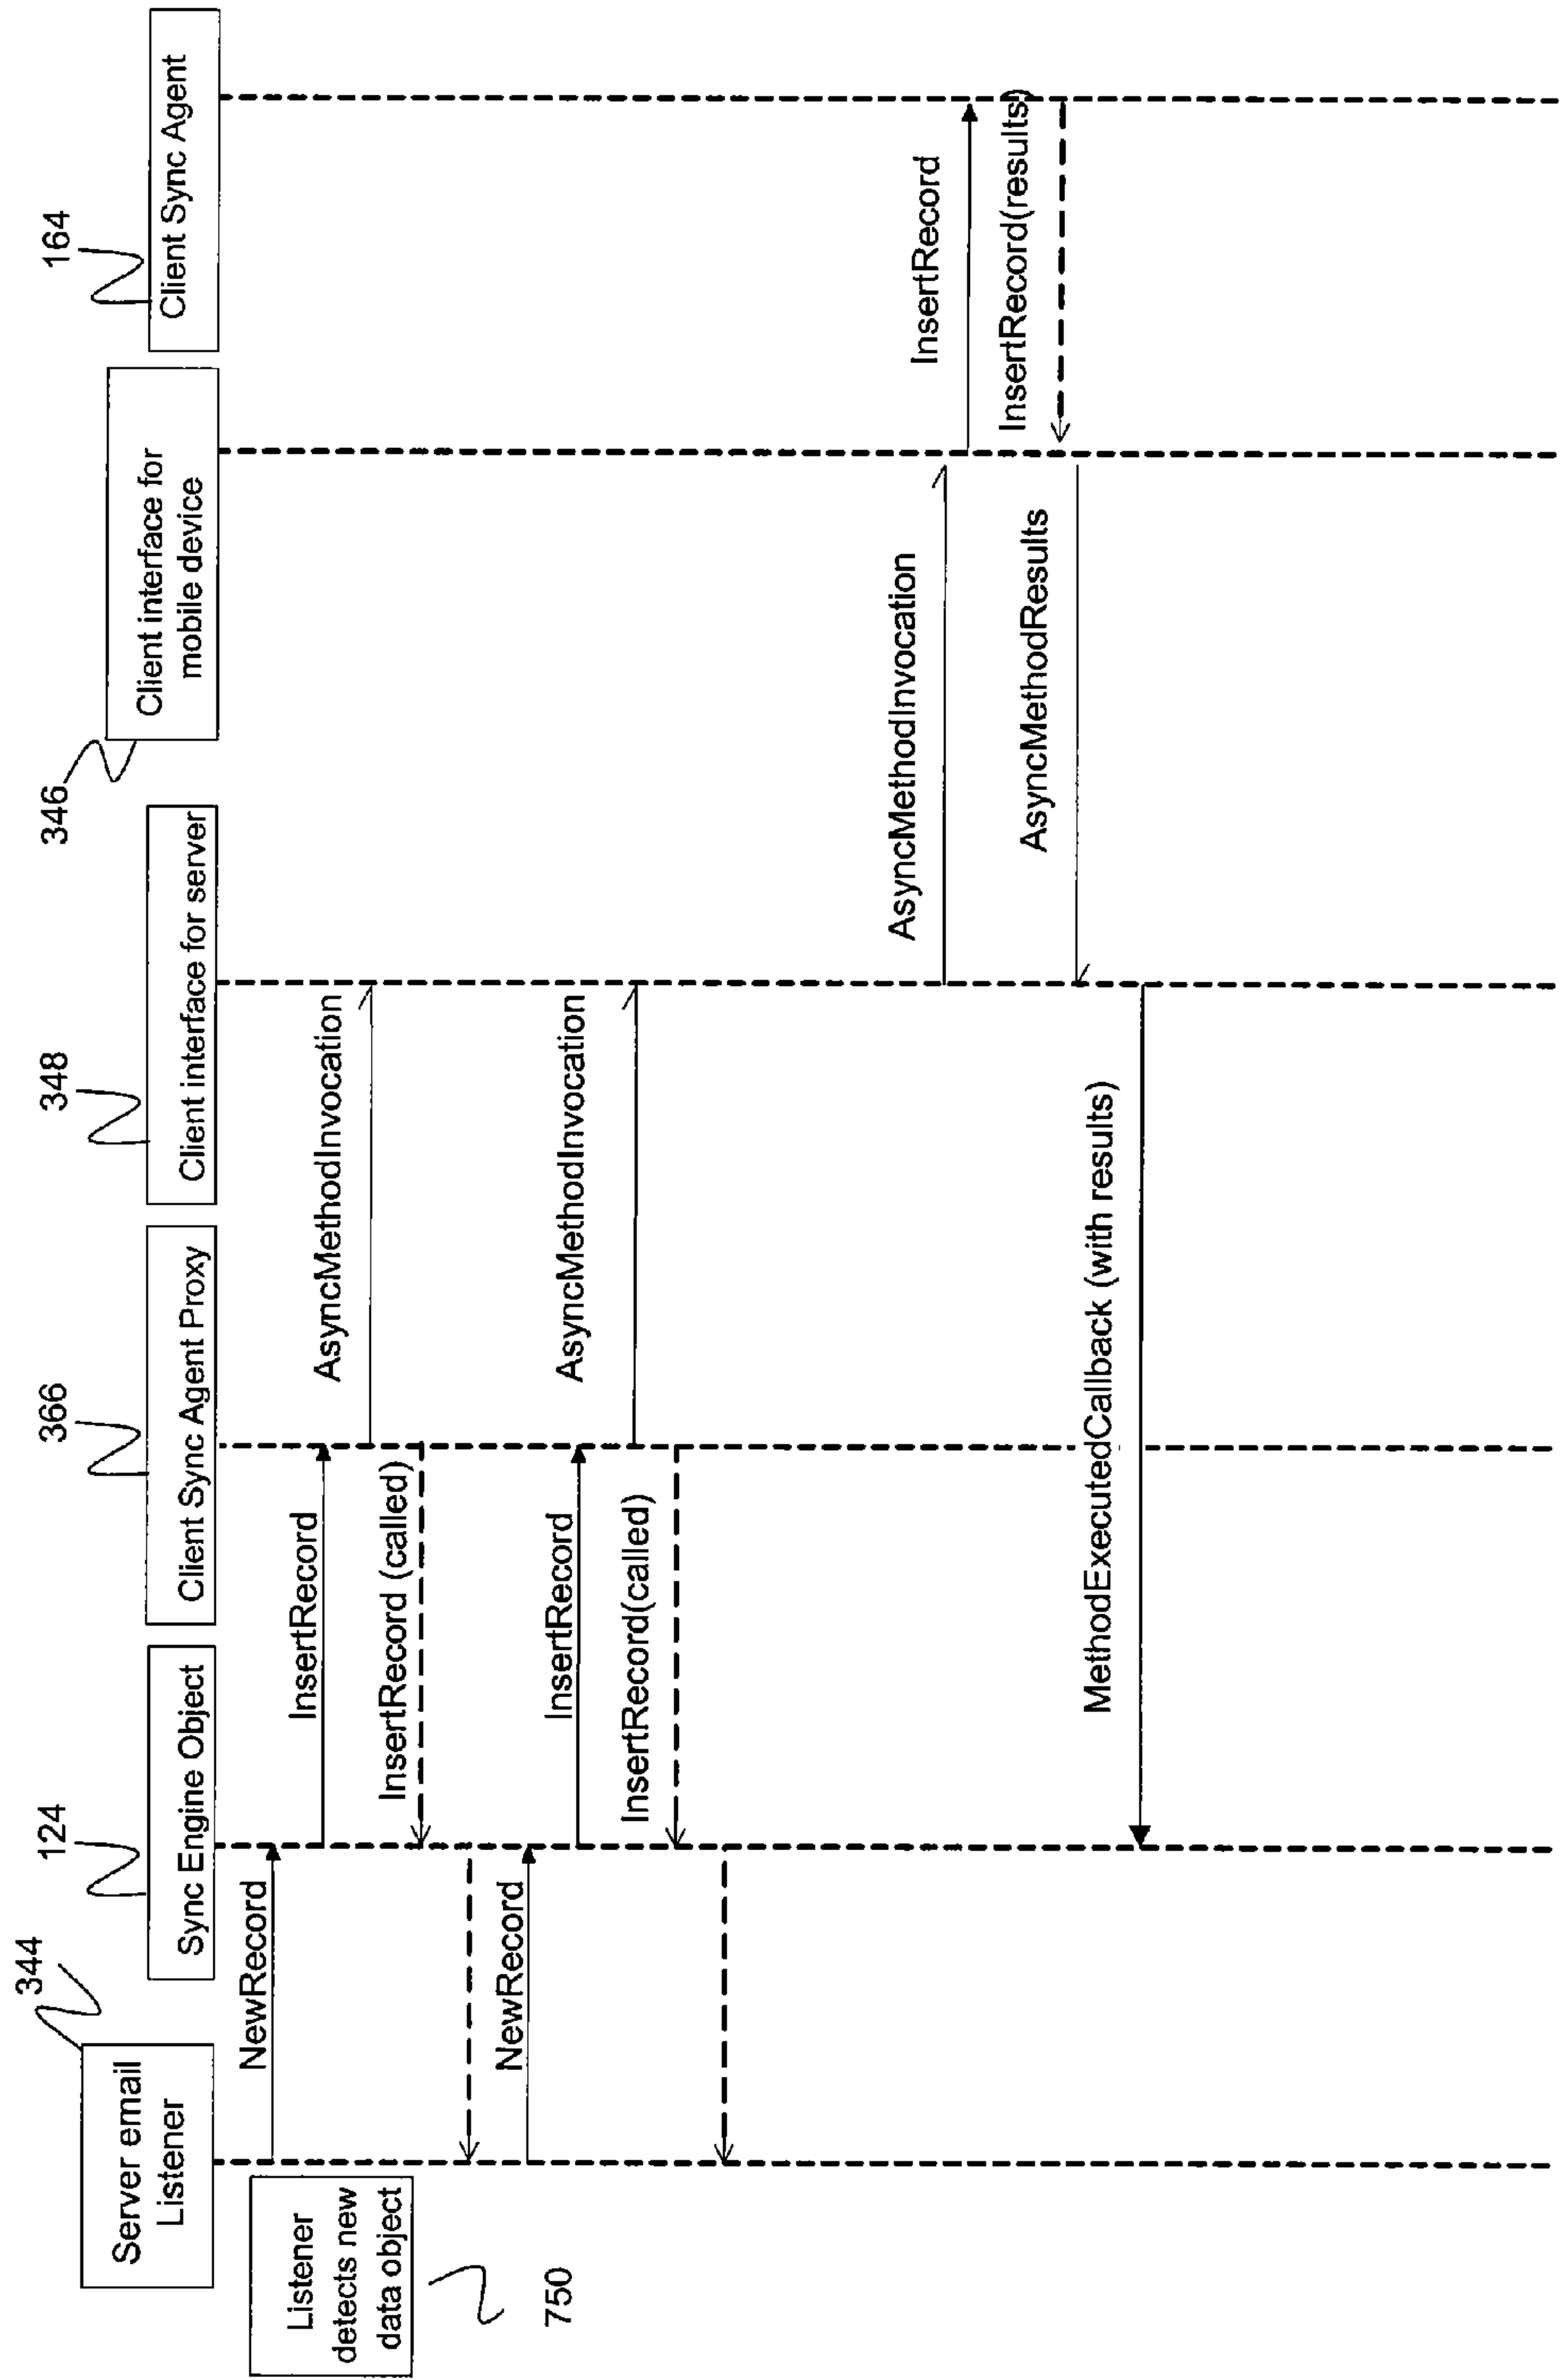 344
124
366
348
346
164
Server email
Listener
Sync Engine Object
Client Sync Agent Proxy
Client interface for server
Client interface for
mobile device
Client Sync Agent
Listener
detects new
data object
750
NewRecord
InsertRecord
AsyncMethodInvocation
InsertRecord (called)
NewRecord
InsertRecord
AsyncMethodInvocation
InsertRecord(called)
AsyncMethodInvocation
InsertRecord
InsertRecord(results)
AsyncMethodResults
MethodExecutedCallback (with results)